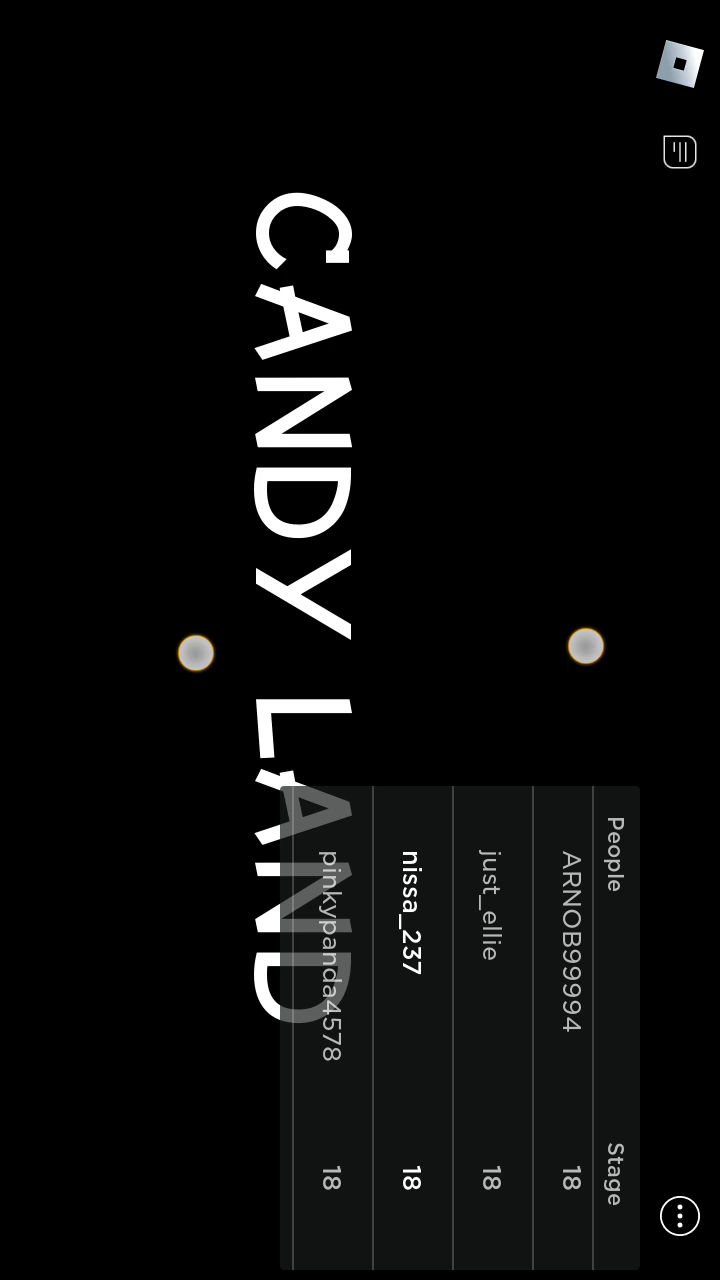 People Stage
ARNOB99994 18
just_ellie 18
nissa_237 18
pinkypanda4578 18
CANDY LAND